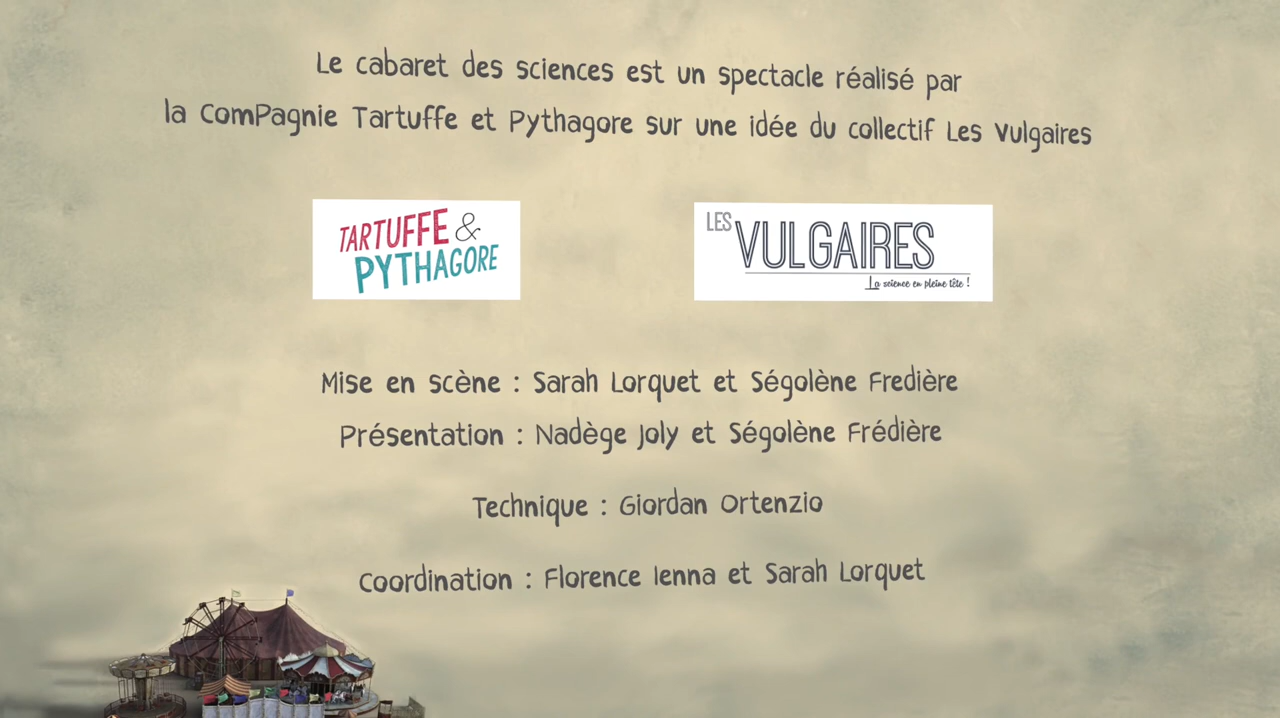 Le cabaret des sciences est un spectacle réalisé par
la ComPagnie Tartuffe et Pythagore sur une idée du collectif Les Vulgaires
TARTUFFE &
PYTHAGORE
LES VULGAIRES
La science en pleine tête !
Mise en scène : Sarah Lorquet et Ségolène Fredière
Présentation : Nadège Joly et Ségolène Frédière
Technique : Giordan Ortenzio
Coordination : Florence Ienna et Sarah Lorquet